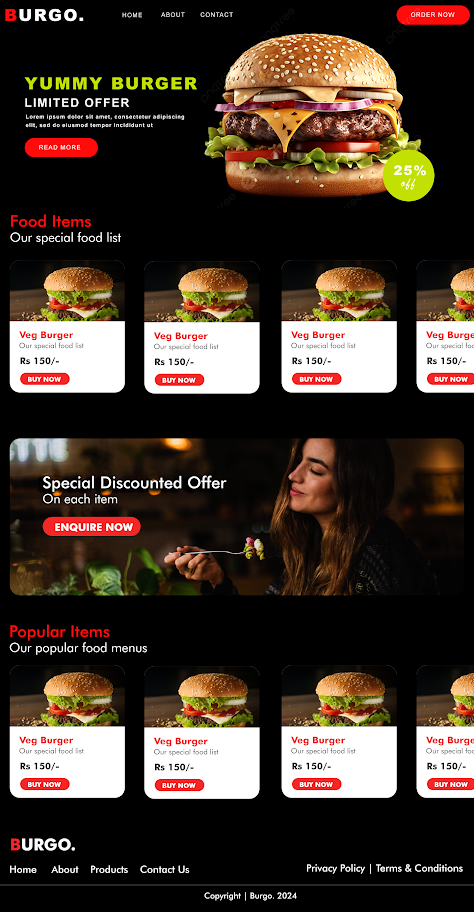 BURGO.
HOME ABOUT CONTACT
ORDER NOW
YUMMY BURGER
LIMITED OFFER
Lorem ipsum dolor sit amet, consectetur adipiscing
elit, sed do eiusmod tempor incididunt ut
READ MORE
25%
off
Food Items
Our special food list
Veg Burger
Our special food list
Rs 150/-
BUY NOW
Veg Burger
Our special food list
Rs 150/-
BUY NOW
Veg Burger
Our special food list
Rs 150/-
BUY NOW
Veg Burge
Our special foo
Rs 150/-
BUY NOW
Special Discounted Offer
On each item
ENQUIRE NOW
Popular Items
Our popular food menus
Veg Burger
Our special food list
Rs 150/-
BUY NOW
Veg Burger
Our special food list
Rs 150/-
BUY NOW
Veg Burger
Our special food list
Rs 150/-
BUY NOW
Veg Burge
Our special foo
Rs 150/-
BUY NOW
BURGO.
Home About Products Contact Us
Privacy Policy | Terms & Conditions
Copyright | Burgo. 2024